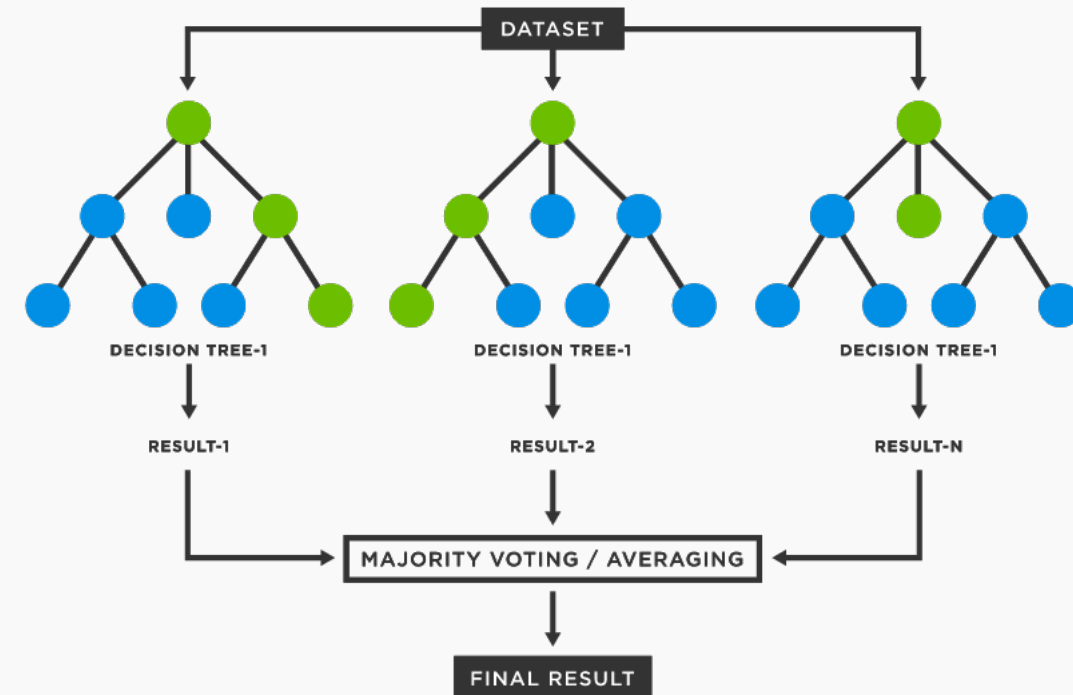 DATASET
DECISION TREE-1
DECISION TREE-1
DECISION TREE-1
RESULT-1
RESULT-2
RESULT-N
MAJORITY VOTING / AVERAGING
FINAL RESULT